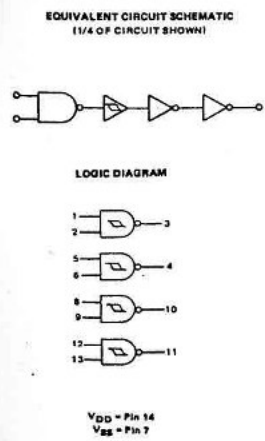 EQUIVALENT CIRCUIT SCHEMATIC
(1/4 OF CIRCUIT SHOWN)
LOGIC DIAGRAM
1
2
3
5
6
4
8
9
10
12
13
11
VDD = Pin 14
VSS = Pin 7